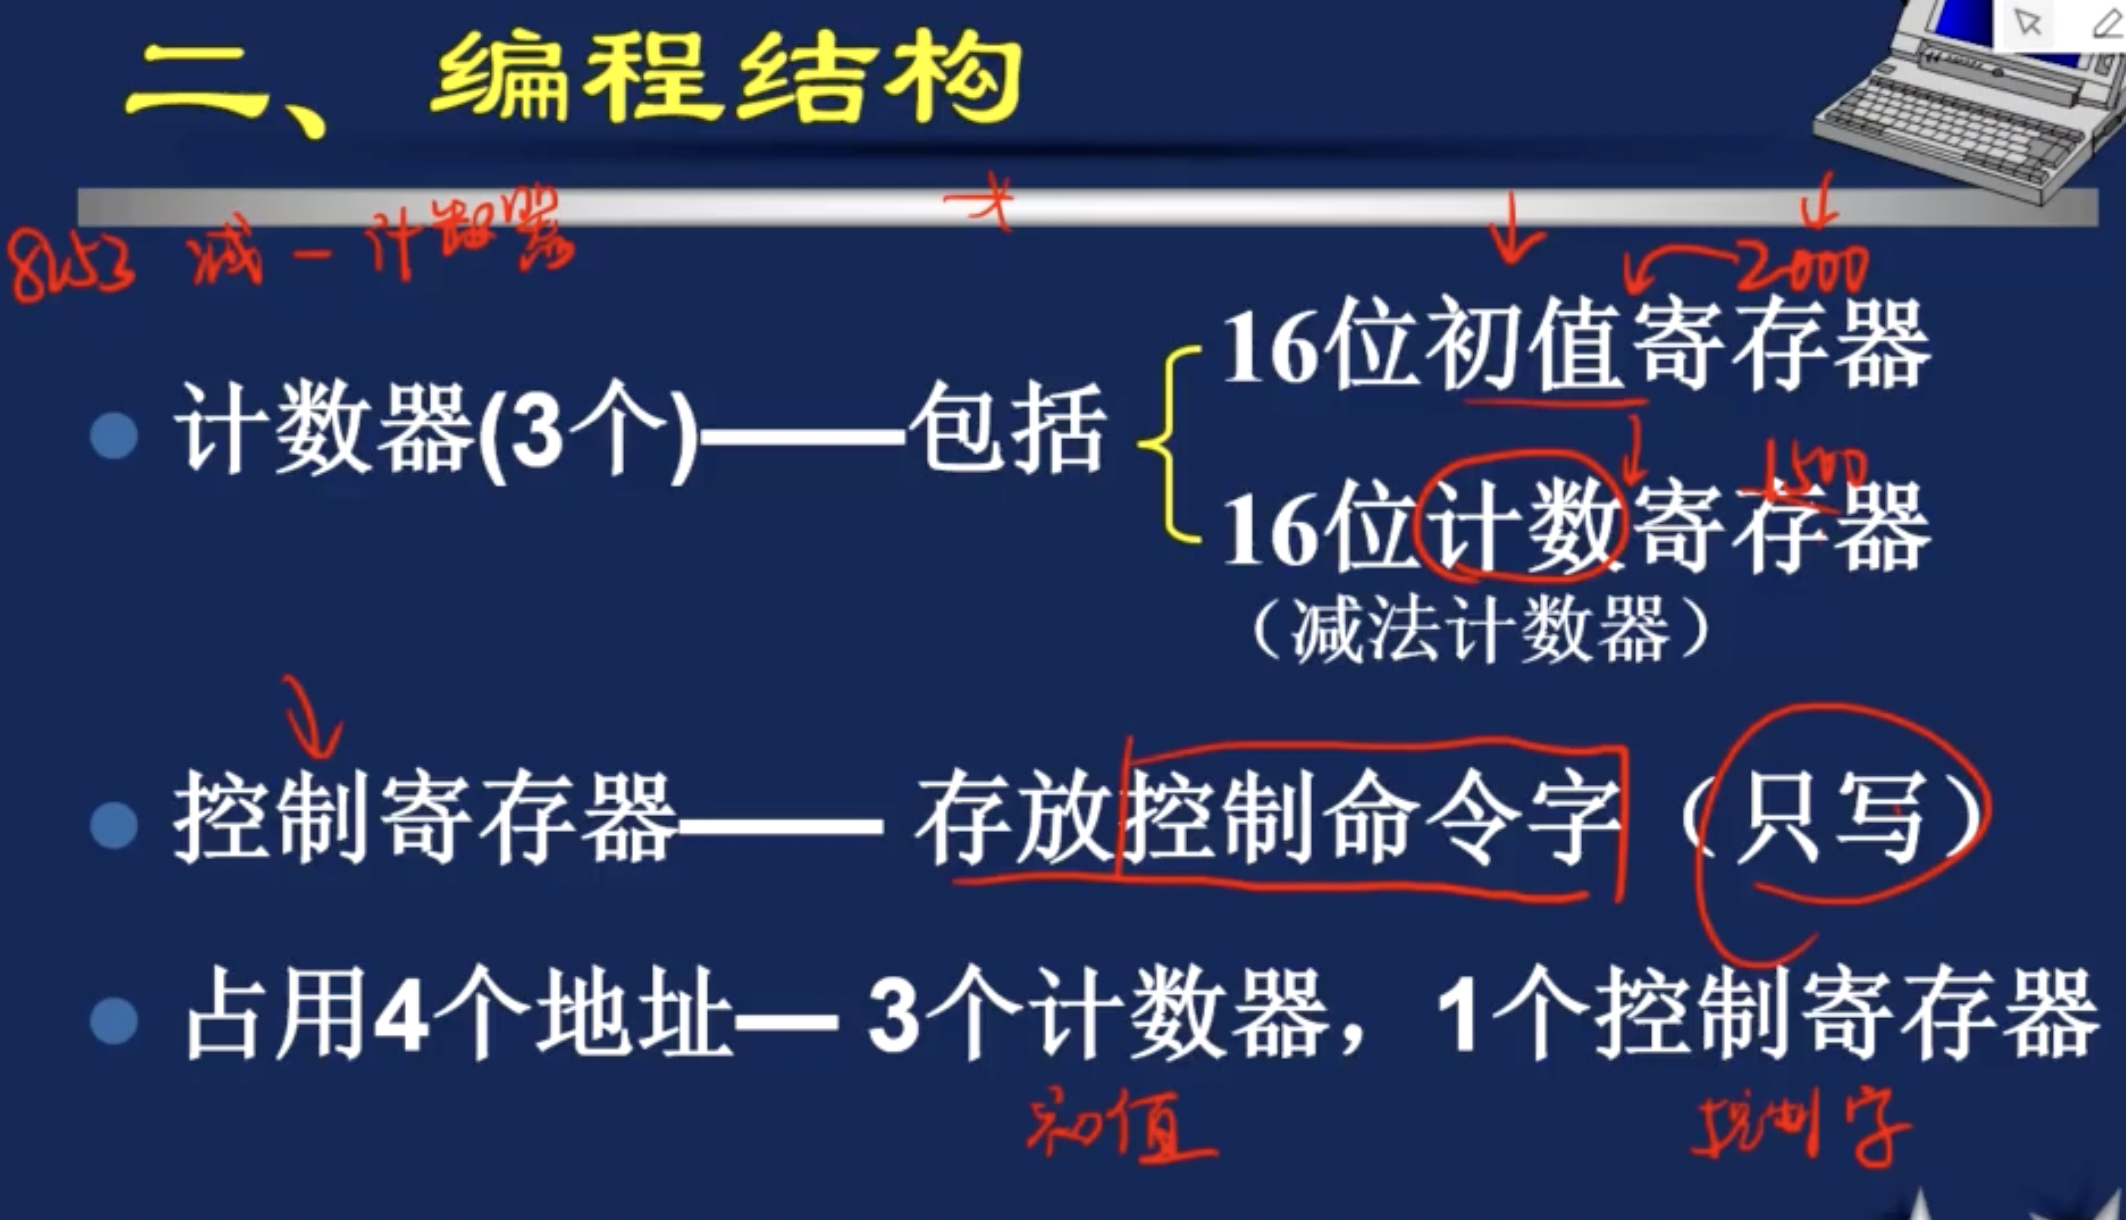 二、编程结构
8253 减一计数器
2000
16位初值寄存器
计数器(3个)——包括
1500
16位计数寄存器
（减法计数器）
控制寄存器—— 存放控制命令字（只写）
占用4个地址— 3个计数器，1个控制寄存器
初值 控制字